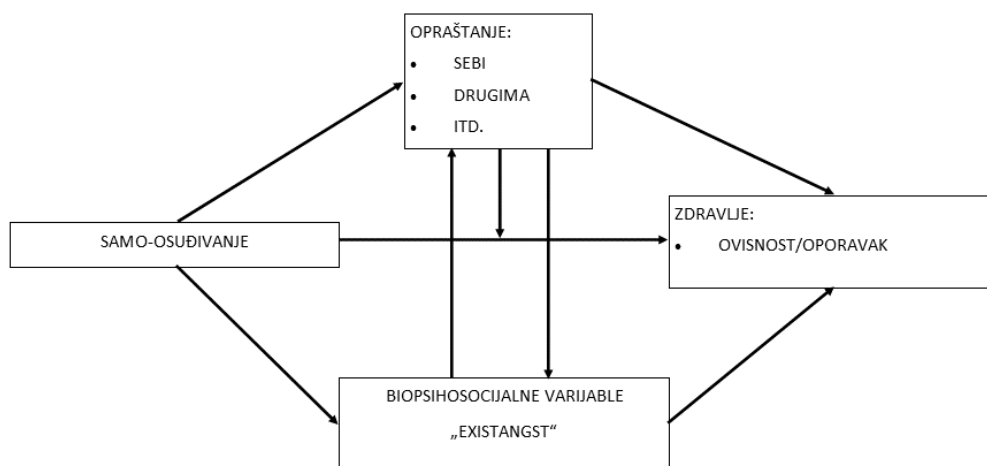 OPRAŠTANJE:
• SEBI
• DRUGIMA
• ITD.
SAMO-OSUĐIVANJE
ZDRAVLJE:
• OVISNOST/OPORAVAK
BIOPSIHOSOCIJALNE VARIJABLE
„EXISTANGST“